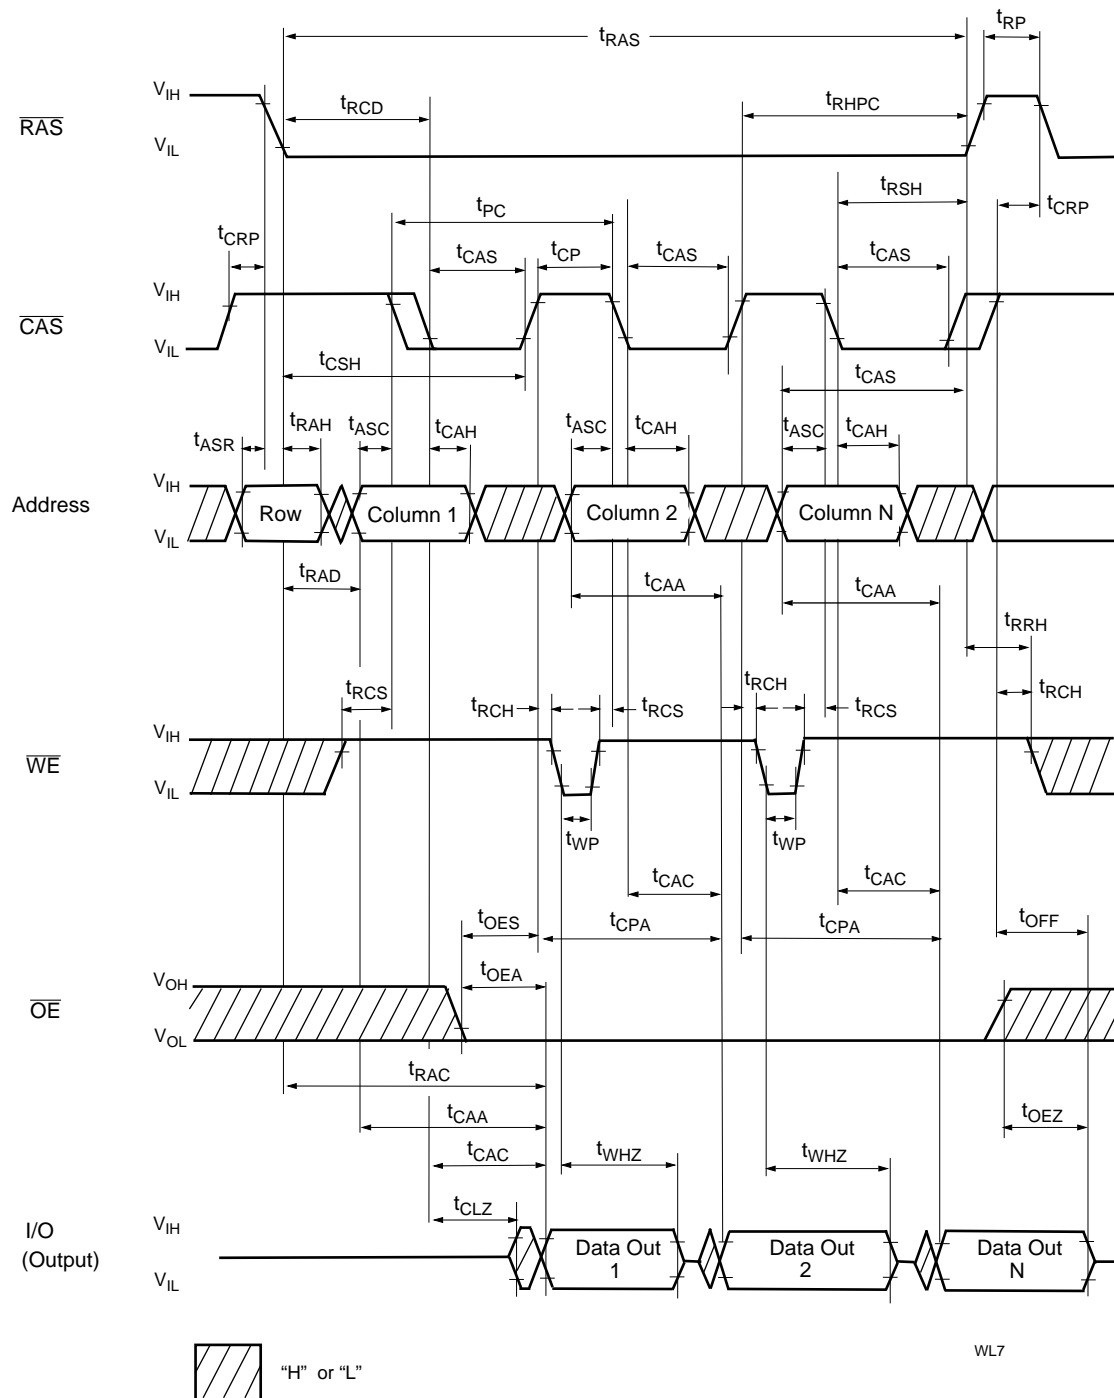 tRAS
tRP
VIH
tRCD
tRHPC
RAS
VIL
tRSH
tPC
tCRP
tCRP
tCAS
tCP
tCAS
tCAS
VIH
CAS
VIL
tCSH
tCAS
tASR
tRAH
tASC
tCAH
tASC
tCAH
tASC
tCAH
VIH
Address
Row
Column 1
Column 2
Column N
VIL
tRAD
tCAA
tCAA
tRRH
tRCS
tRCH
tRCS
tRCH
tRCS
tRCH
VIH
WE
VIL
tWP
tWP
tCAC
tCAC
tOES
tCPA
tCPA
tOFF
tOEA
VOH
OE
VOL
tRAC
tCAA
tOEZ
tCAC
tWHZ
tWHZ
tCLZ
VIH
I/O
(Output)
Data Out
1
Data Out
2
Data Out
N
VIL
"H" or "L"
WL7